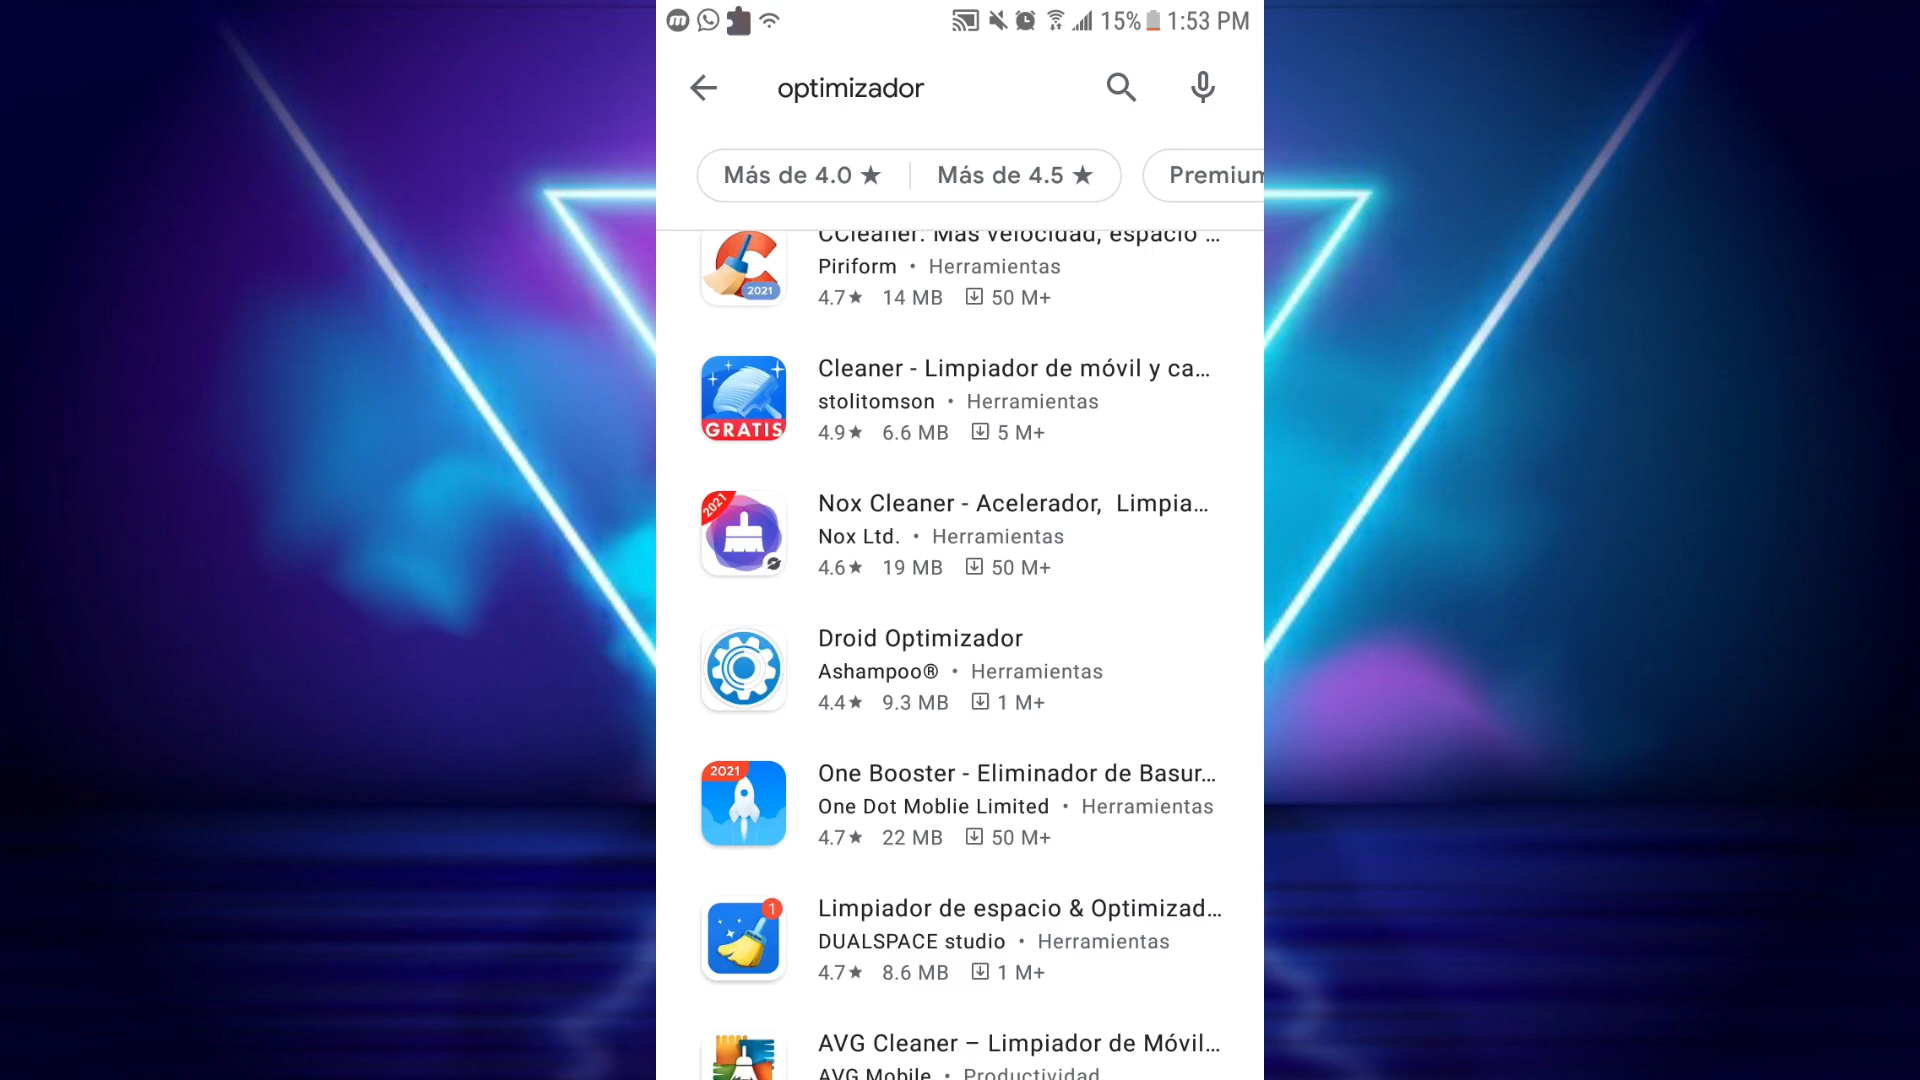 15% 1:53 PM
optimizador
Más de 4.0 ★ Más de 4.5 ★ Premium
CCleaner: Más velocidad, espacio ...
Piriform • Herramientas
4.7★ 14 MB 50 M+
2021
Cleaner - Limpiador de móvil y ca...
stolitomson • Herramientas
4.9★ 6.6 MB 5 M+
GRATIS
Nox Cleaner - Acelerador, Limpia...
Nox Ltd. • Herramientas
4.6★ 19 MB 50 M+
2021
Droid Optimizador
Ashampoo® • Herramientas
4.4★ 9.3 MB 1 M+
One Booster - Eliminador de Basur...
One Dot Moblie Limited • Herramientas
4.7★ 22 MB 50 M+
2021
Limpiador de espacio & Optimizad...
DUALSPACE studio • Herramientas
4.7★ 8.6 MB 1 M+
1
AVG Cleaner – Limpiador de Móvil...
AVG Mobile • Productividad